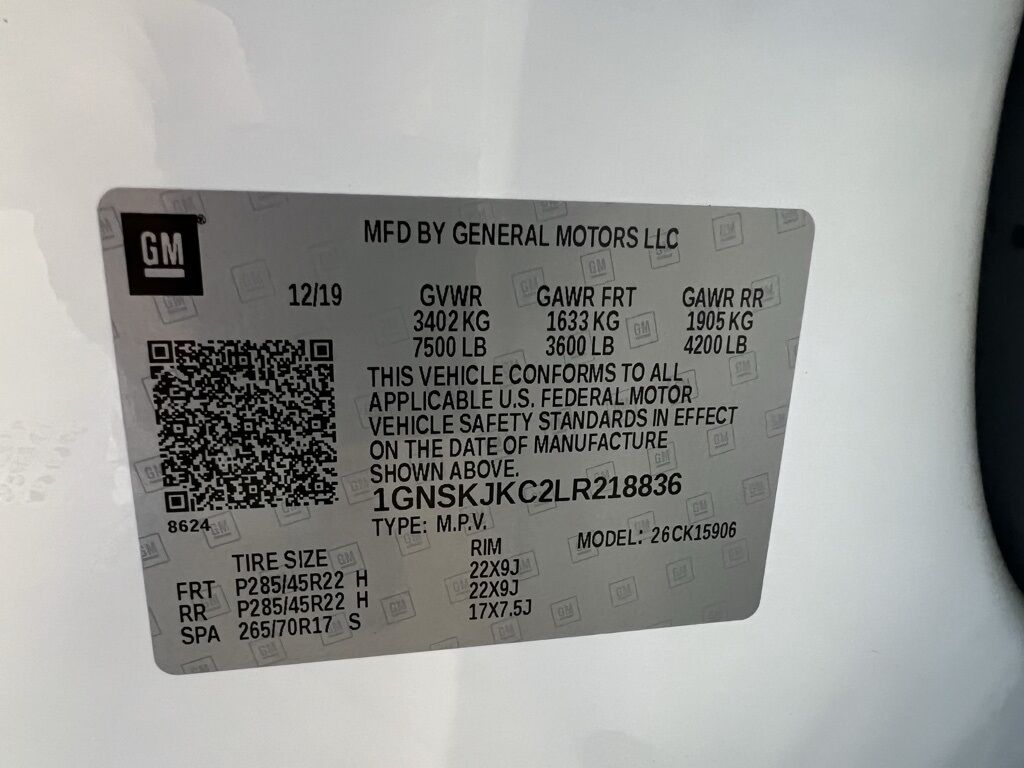 GM
MFD BY GENERAL MOTORS LLC
12/19 GVWR GAWR FRT GAWR RR
3402 KG 1633 KG 1905 KG
7500 LB 3600 LB 4200 LB
THIS VEHICLE CONFORMS TO ALL
APPLICABLE U.S. FEDERAL MOTOR
VEHICLE SAFETY STANDARDS IN EFFECT
ON THE DATE OF MANUFACTURE
SHOWN ABOVE.
1GNSKJKC2LR218836
8624
TYPE: M.P.V.
MODEL: 26CK15906
TIRE SIZE RIM
FRT P285/45R22 H 22X9J
RR P285/45R22 H 22X9J
SPA 265/70R17 S 17X7.5J